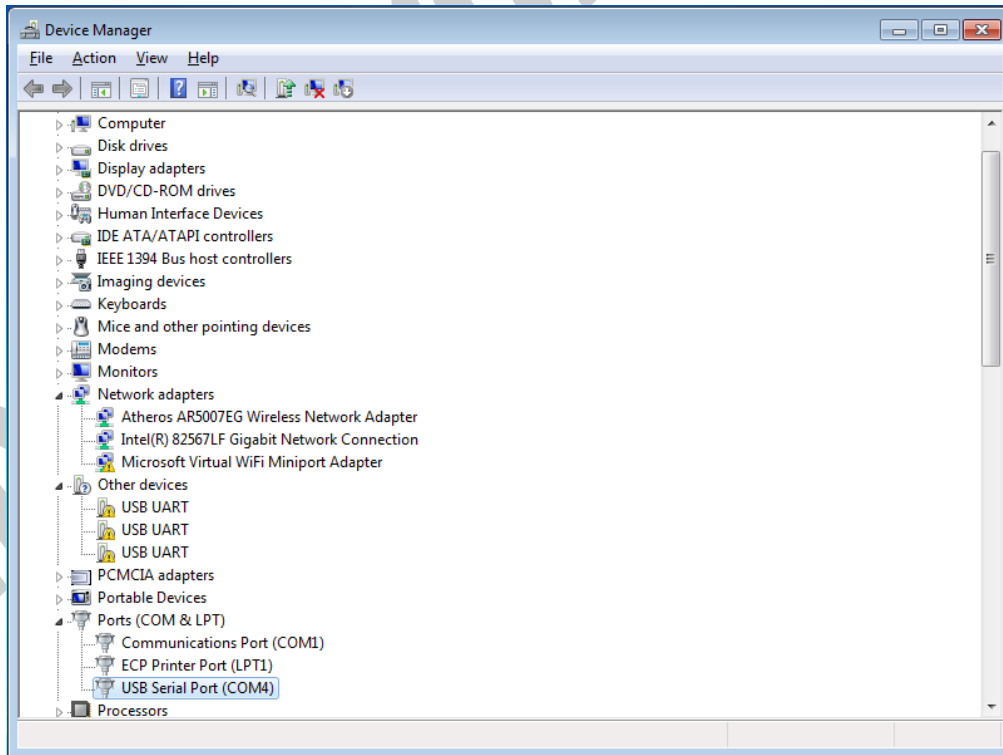 Device Manager
File Action View Help
Computer
Disk drives
Display adapters
DVD/CD-ROM drives
Human Interface Devices
IDE ATA/ATAPI controllers
IEEE 1394 Bus host controllers
Imaging devices
Keyboards
Mice and other pointing devices
Modems
Monitors
Network adapters
Atheros AR5007EG Wireless Network Adapter
Intel(R) 82567LF Gigabit Network Connection
Microsoft Virtual WiFi Miniport Adapter
Other devices
USB UART
USB UART
USB UART
PCMCIA adapters
Portable Devices
Ports (COM & LPT)
Communications Port (COM1)
ECP Printer Port (LPT1)
USB Serial Port (COM4)
Processors